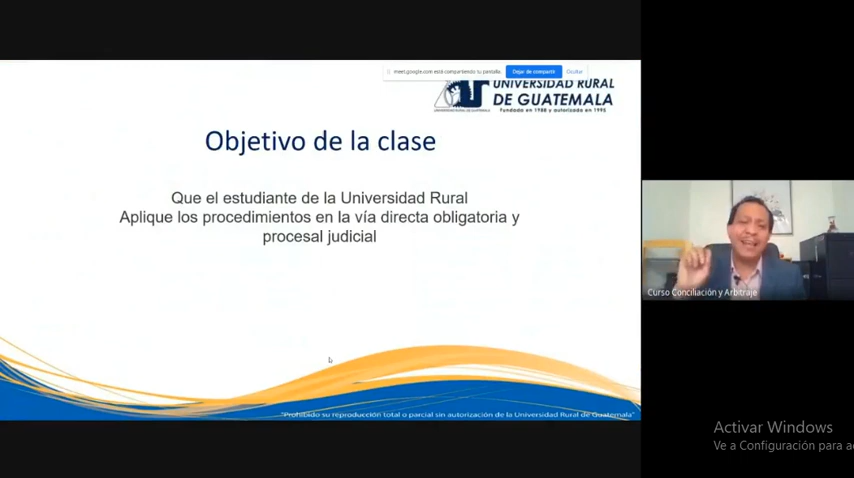 meet.google.com está compartiendo tu pantalla.
Dejar de compartir
Ocultar
UNIVERSIDAD RURAL
DE GUATEMALA
Fundada en 1988 y autorizada en 1995
Objetivo de la clase
Que el estudiante de la Universidad Rural
Aplique los procedimientos en la vía directa obligatoria y
procesal judicial
Curso Conciliación y Arbitraje
"Prohibido su reproducción total o parcial sin autorización de la Universidad Rural de Guatemala"
Activar Windows
Ve a Configuración para a